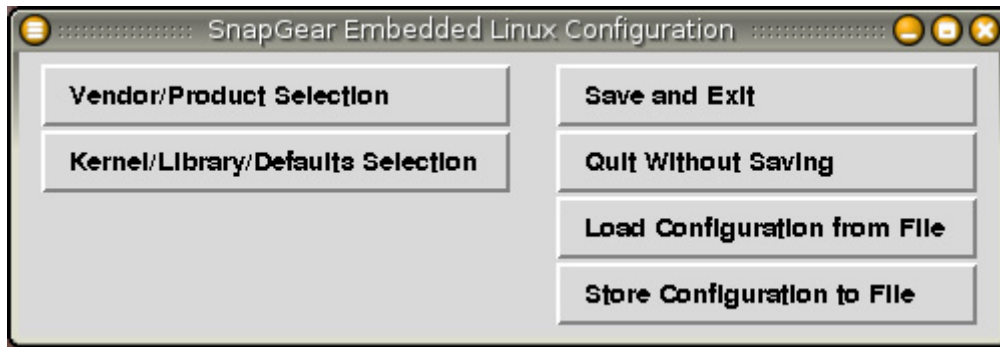 SnapGear Embedded Linux Configuration
Vendor/Product Selection
Kernel/Library/Defaults Selection
Save and Exit
Quit Without Saving
Load Configuration from File
Store Configuration to File